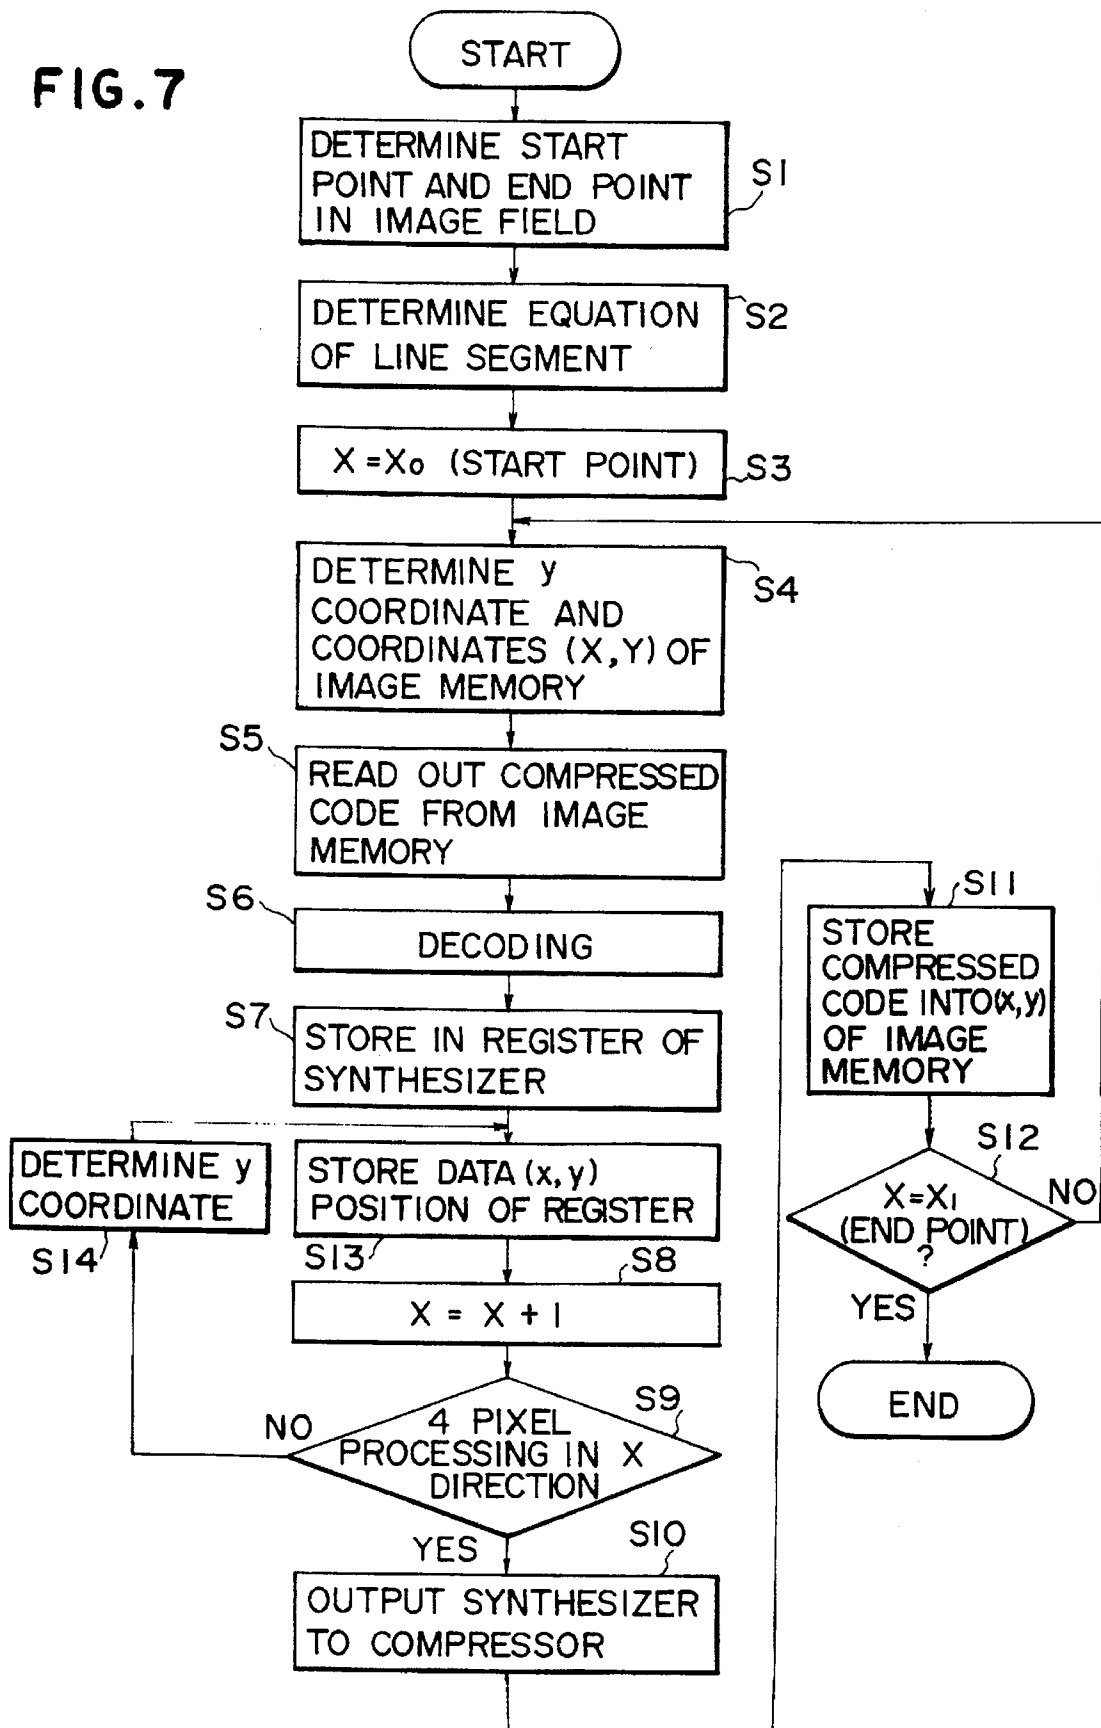 FIG.7
START
DETERMINE START
POINT AND END POINT
IN IMAGE FIELD
S1
DETERMINE EQUATION
OF LINE SEGMENT
S2
X=X0 (START POINT)
S3
DETERMINE y
COORDINATE AND
COORDINATES (X,Y) OF
IMAGE MEMORY
S4
S5
READ OUT COMPRESSED
CODE FROM IMAGE
MEMORY
S6
DECODING
S7
STORE IN REGISTER OF
SYNTHESIZER
STORE DATA (x,y)
POSITION OF REGISTER
S13
DETERMINE y
COORDINATE
S14
S8
X = X + 1
S9
4 PIXEL
PROCESSING IN X
DIRECTION
NO
YES
S10
OUTPUT SYNTHESIZER
TO COMPRESSOR
S11
STORE
COMPRESSED
CODE INTO(x,y)
OF IMAGE
MEMORY
S12
X=X1
(END POINT)
?
NO
YES
END